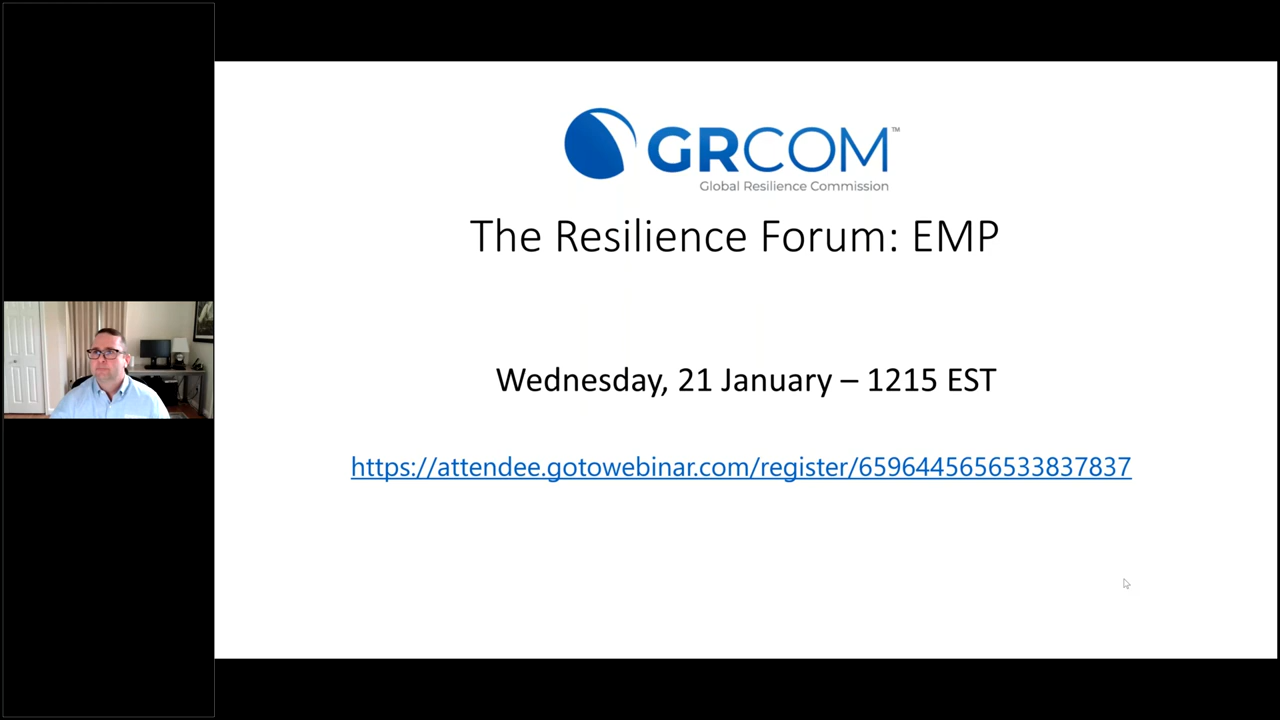 GRCOM™
Global Resilience Commission
The Resilience Forum: EMP
Wednesday, 21 January – 1215 EST
https://attendee.gotowebinar.com/register/6596445656533837837